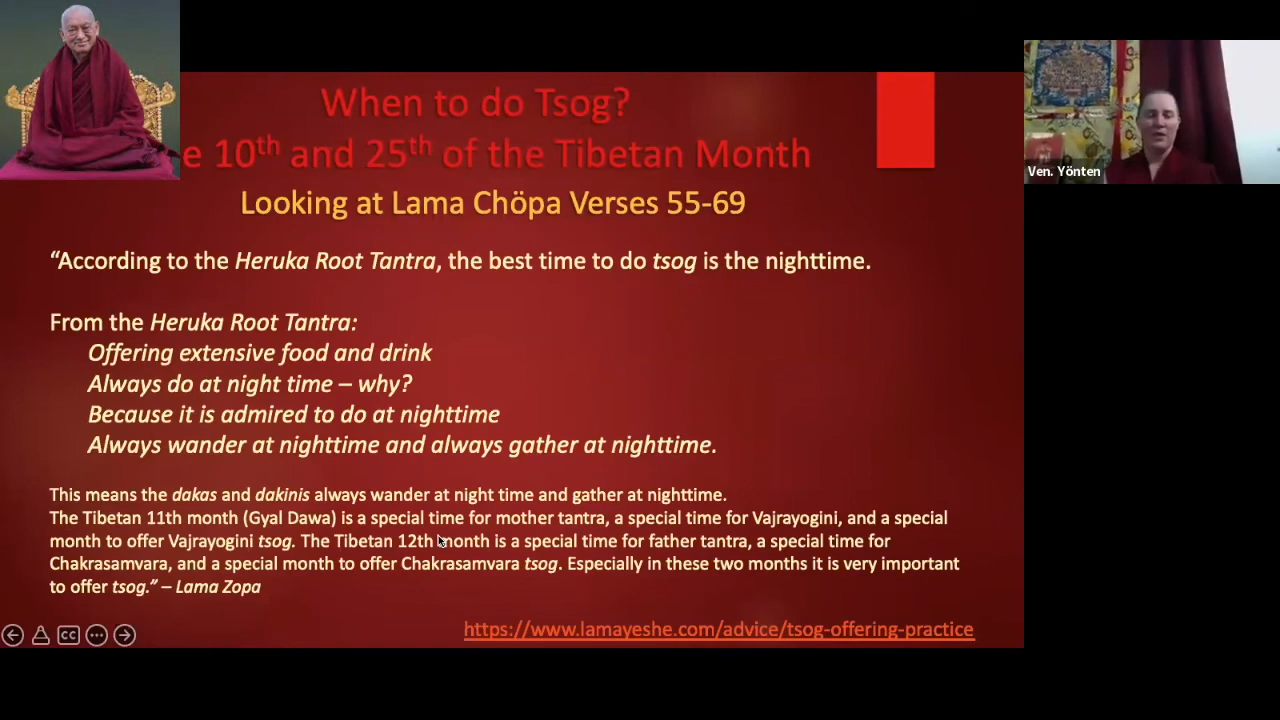 When to do Tsog?
e 10th and 25th of the Tibetan Month
Looking at Lama Chöpa Verses 55-69
“According to the Heruka Root Tantra, the best time to do tsog is the nighttime.
From the Heruka Root Tantra:
Offering extensive food and drink
Always do at night time – why?
Because it is admired to do at nighttime
Always wander at nighttime and always gather at nighttime.
This means the dakas and dakinis always wander at night time and gather at nighttime.
The Tibetan 11th month (Gyal Dawa) is a special time for mother tantra, a special time for Vajrayogini, and a special
month to offer Vajrayogini tsog. The Tibetan 12th month is a special time for father tantra, a special time for
Chakrasamvara, and a special month to offer Chakrasamvara tsog. Especially in these two months it is very important
to offer tsog.” – Lama Zopa
https://www.lamayeshe.com/advice/tsog-offering-practice
CC
Ven. Yönten